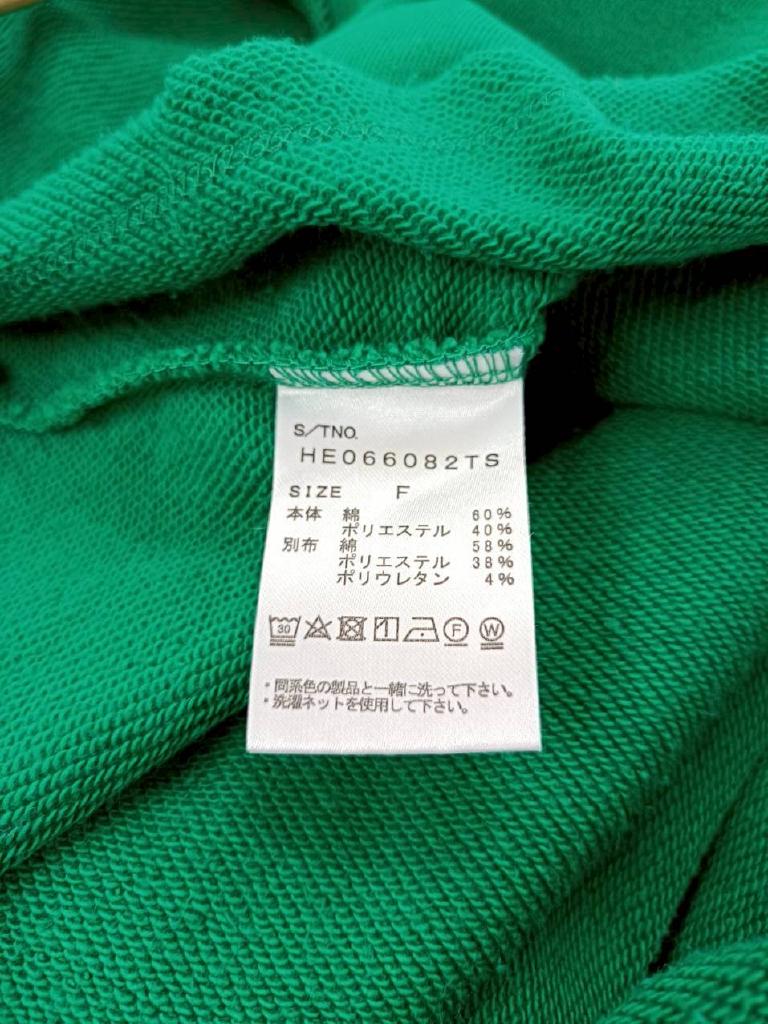 S/TNO.
HE066082TS
SIZE F
本体 綿 60%
ポリエステル 40%
別布 綿 58%
ポリエステル 38%
ポリウレタン 4%
30 F W
・同系色の製品と一緒に洗って下さい。
・洗濯ネットを使用して下さい。